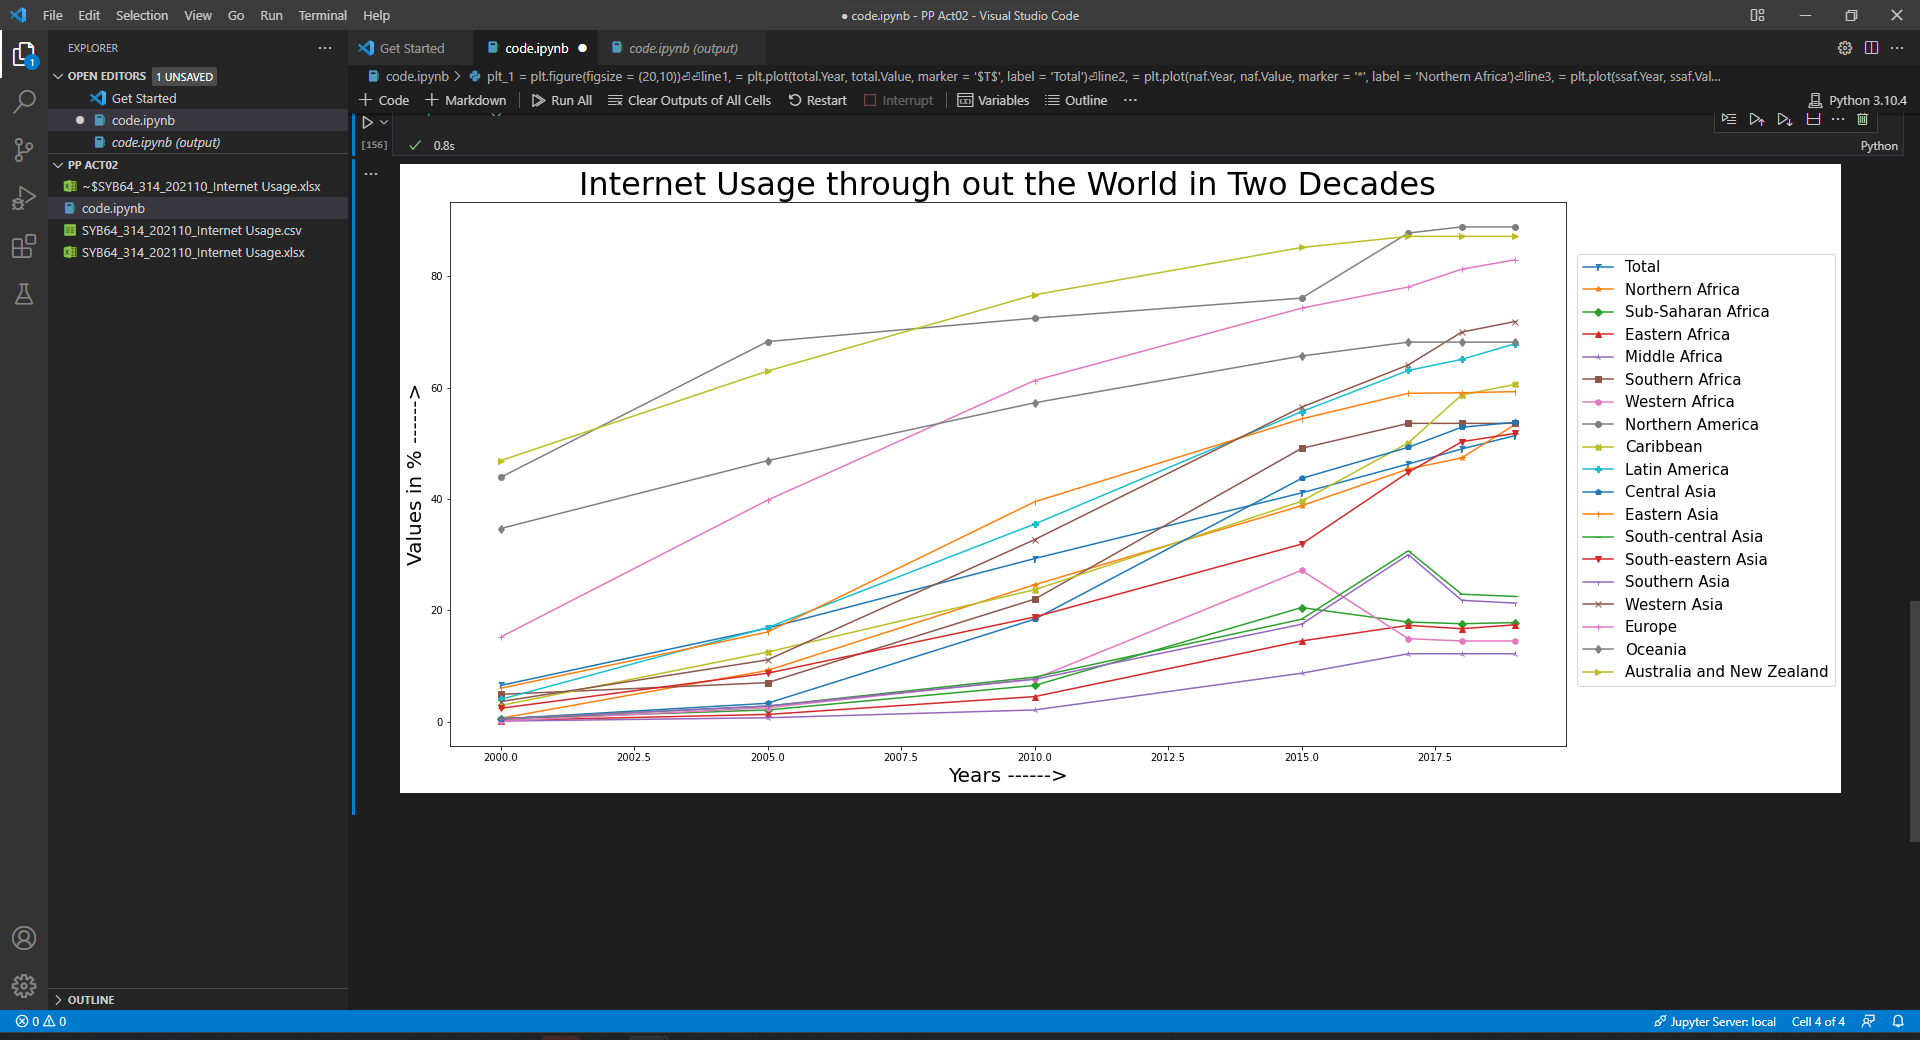 File Edit Selection View Go Run Terminal Help
● code.ipynb - PP Act02 - Visual Studio Code
EXPLORER
OPEN EDITORS 1 UNSAVED
Get Started
code.ipynb
code.ipynb (output)
PP ACT02
~$SYB64_314_202110_Internet Usage.xlsx
code.ipynb
SYB64_314_202110_Internet Usage.csv
SYB64_314_202110_Internet Usage.xlsx
OUTLINE
1
Get Started code.ipynb code.ipynb (output)
code.ipynb > plt_1 = plt.figure(figsize = (20,10))⏎⏎line1, = plt.plot(total.Year, total.Value, marker = '$T$', label = 'Total')⏎line2, = plt.plot(naf.Year, naf.Value, marker = '*', label = 'Northern Africa')⏎line3, = plt.plot(ssaf.Year, ssaf.Val...
+ Code + Markdown Run All Clear Outputs of All Cells Restart Interrupt Variables Outline ... Python 3.10.4
[156] 0.8s Python
Internet Usage through out the World in Two Decades
Values in % ------>
80
60
40
20
0
2000.0 2002.5 2005.0 2007.5 2010.0 2012.5 2015.0 2017.5
Years ------>
Total
Northern Africa
Sub-Saharan Africa
Eastern Africa
Middle Africa
Southern Africa
Western Africa
Northern America
Caribbean
Latin America
Central Asia
Eastern Asia
South-central Asia
South-eastern Asia
Southern Asia
Western Asia
Europe
Oceania
Australia and New Zealand
0 0
Jupyter Server: local Cell 4 of 4